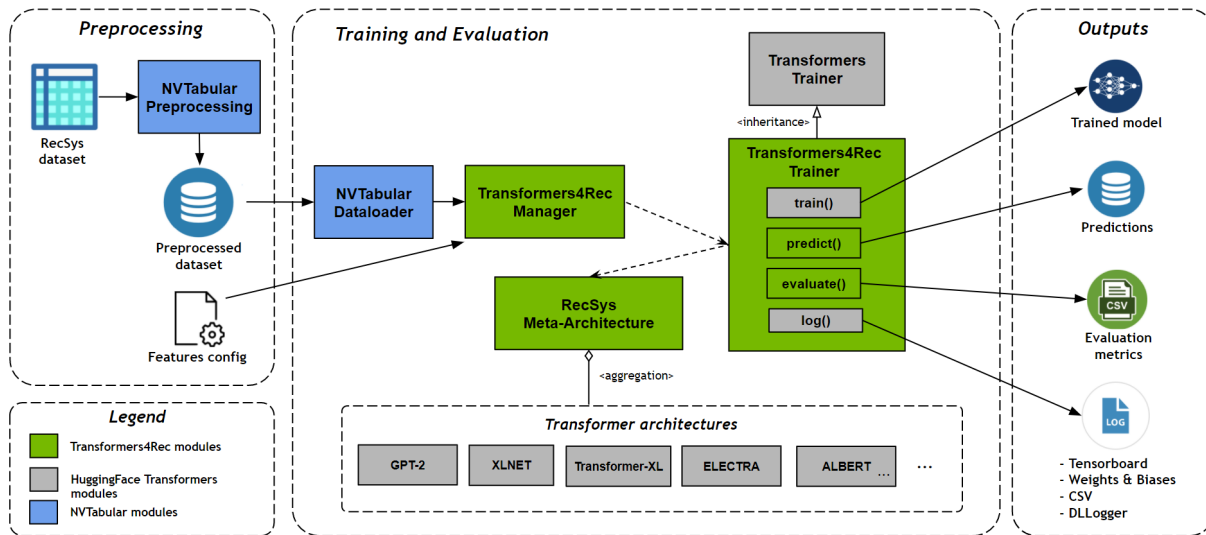 Preprocessing
NVTabular
Preprocessing
RecSys
dataset
Preprocessed
dataset
Features config
Legend
Transformers4Rec modules
HuggingFace Transformers
modules
NVTabular modules
Training and Evaluation
Transformers
Trainer
<inheritance>
Transformers4Rec
Trainer
train()
predict()
evaluate()
log()
NVTabular
Dataloader
Transformers4Rec
Manager
RecSys
Meta-Architecture
<aggregation>
Transformer architectures
GPT-2
XLNET
Transformer-XL
ELECTRA
ALBERT ...
...
Outputs
Trained model
Predictions
CSV
Evaluation
metrics
LOG
- Tensorboard
- Weights & Biases
- CSV
- DLLogger